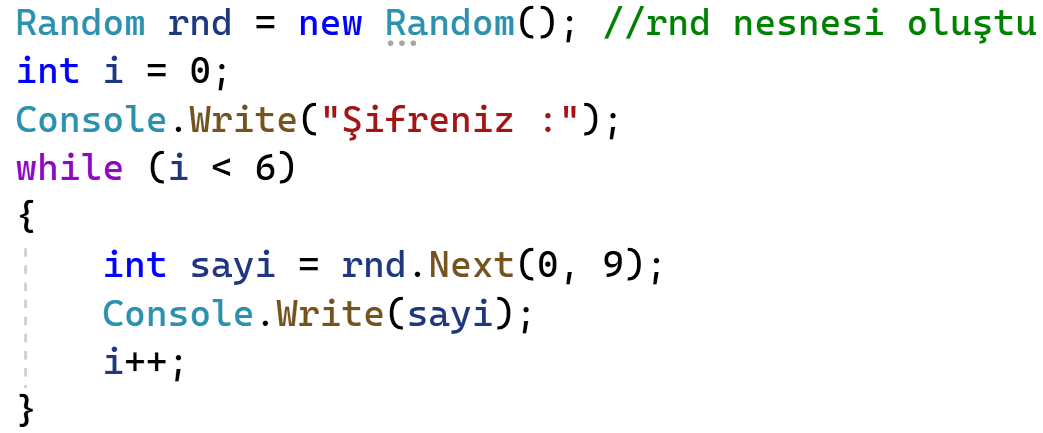 Random rnd = new Random(); //rnd nesnesi oluştu
int i = 0;
Console.Write("Şifreniz :");
while (i < 6)
{
    int sayi = rnd.Next(0, 9);
    Console.Write(sayi);
    i++;
}